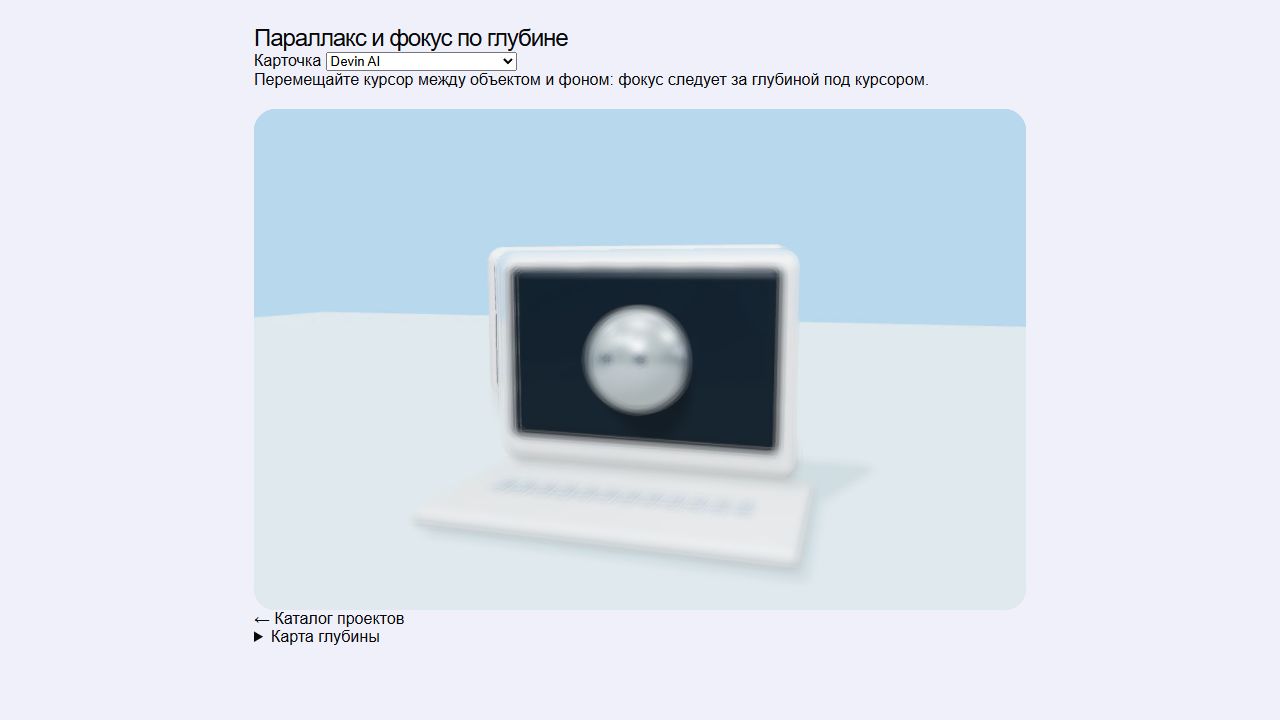 Параллакс и фокус по глубине
Карточка Devin AI
Перемещайте курсор между объектом и фоном: фокус следует за глубиной под курсором.
← Каталог проектов
▶ Карта глубины